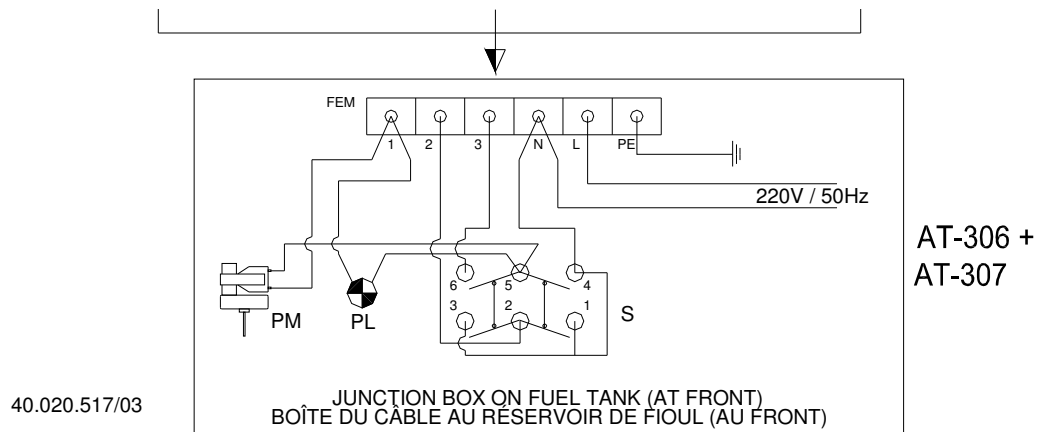 FEM
1 2 3 N L PE
220V / 50Hz
AT-306 +
AT-307
6 5 4
3 2 1
S
PM PL
JUNCTION BOX ON FUEL TANK (AT FRONT)
BOÎTE DU CÂBLE AU RÉSERVOIR DE FIOUL (AU FRONT)
40.020.517/03